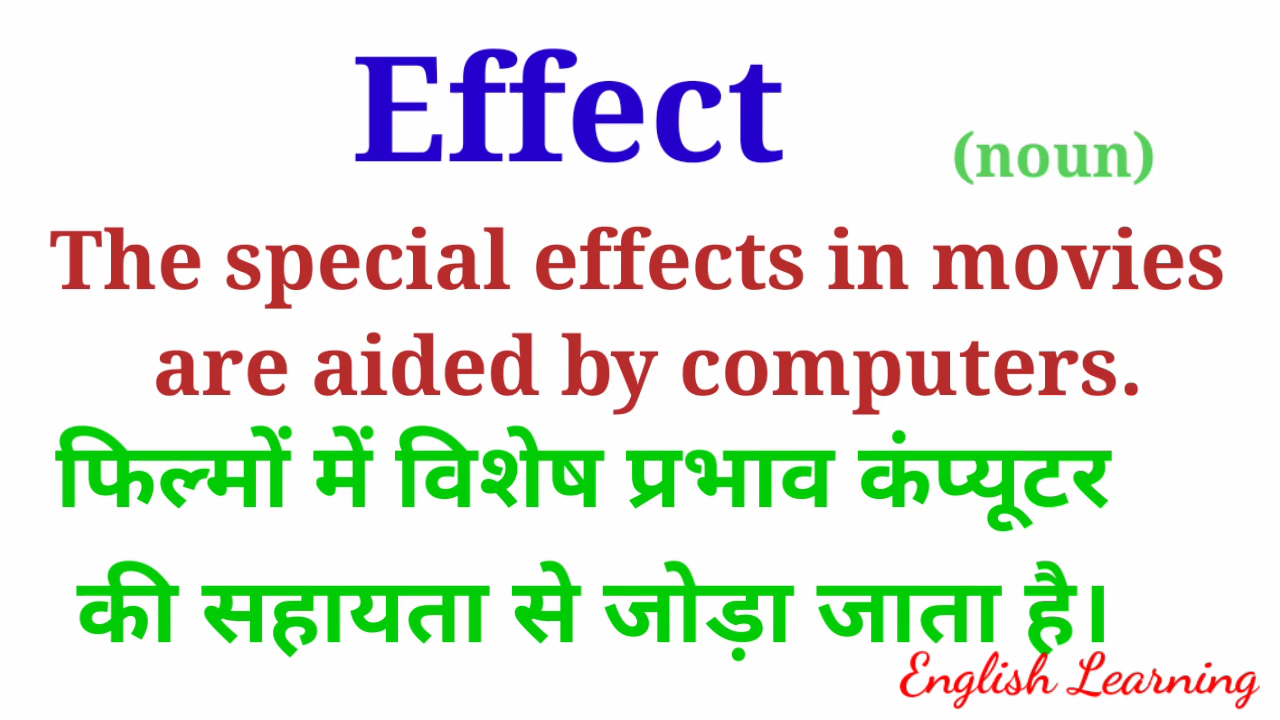 Effect
(noun)
The special effects in movies
are aided by computers.
फिल्मों में विशेष प्रभाव कंप्यूटर
की सहायता से जोड़ा जाता है।
English Learning